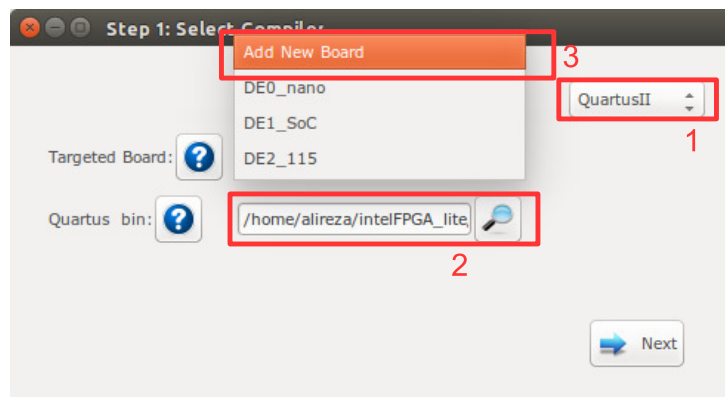 Step 1: Select Compiler
Add New Board
3
DE0_nano
QuartusII
DE1_SoC
1
Targeted Board:
DE2_115
Quartus bin:
/home/alireza/intelFPGA_lite
2
Next